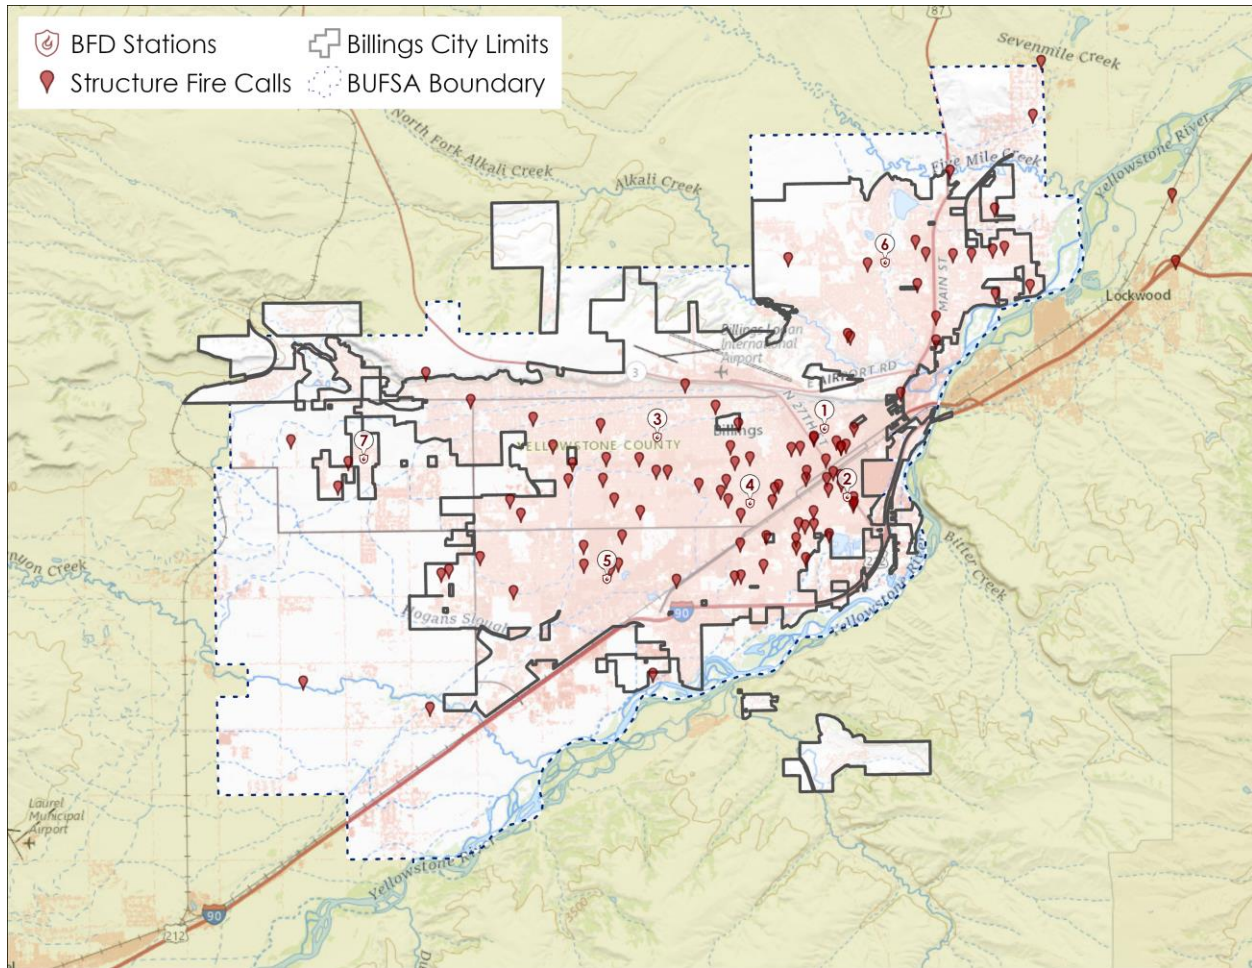 BFD Stations
Billings City Limits
Structure Fire Calls
BUFSA Boundary
87
Sevenmile Creek
North Fork Alkali Creek
Alkali Creek
Five Mile Creek
Yellowstone River
6
MAIN ST
Lockwood
Billings Logan
International
Airport
3
E AIRPORT RD
N 27TH
1
3
Billings
YELLOWSTONE COUNTY
7
4
2
5
Canyon Creek
Hogans Slough
90
Bitter Creek
Yellowstone River
Laurel
Municipal
Airport
Yellowstone River
3500
90
212